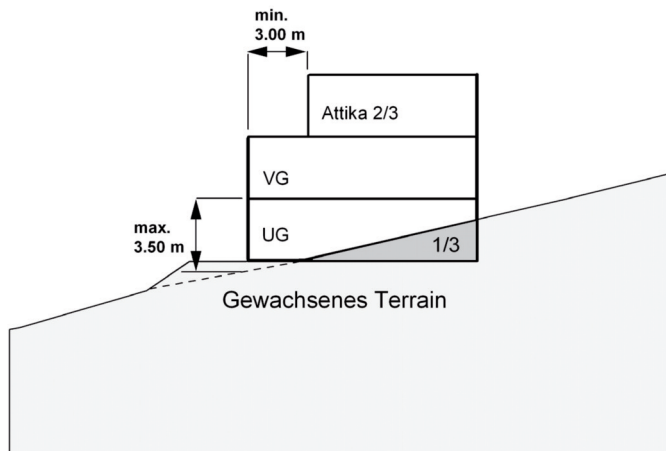 min.
3.00 m
Attika 2/3
VG
max.
3.50 m
UG
1/3
Gewachsenes Terrain